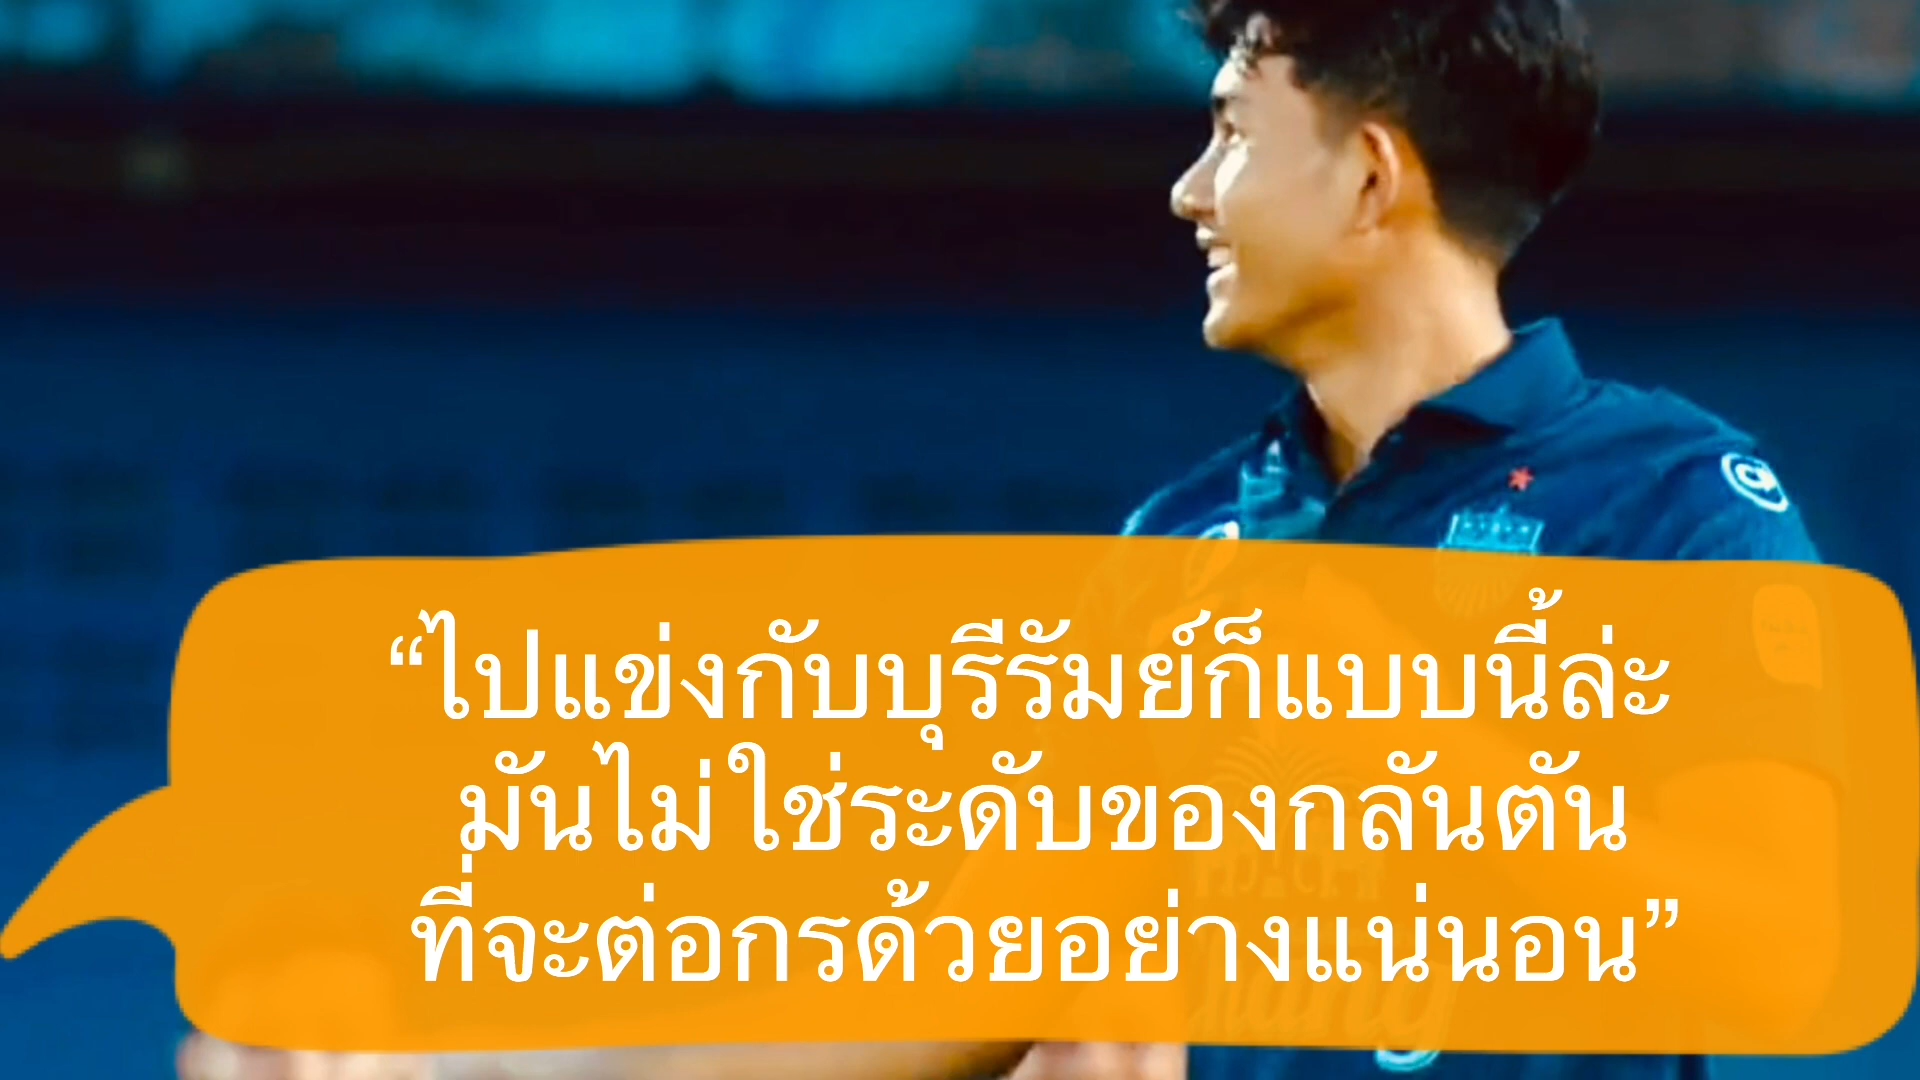 “ไปแข่งกับบุรีรัมย์ก็แบบนี้ล่ะ
มันไม่ใช่ระดับของกลันตัน
ที่จะต่อกรด้วยอย่างแน่นอน”